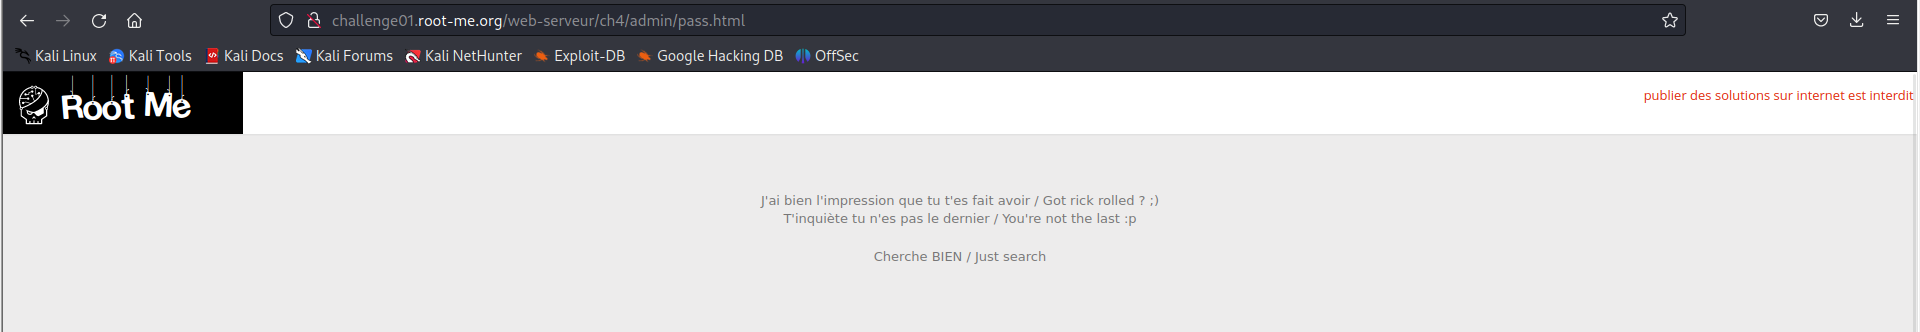 challenge01.root-me.org/web-serveur/ch4/admin/pass.html
Kali Linux Kali Tools Kali Docs Kali Forums Kali NetHunter Exploit-DB Google Hacking DB OffSec
Root Me
publier des solutions sur internet est interdit
J'ai bien l'impression que tu t'es fait avoir / Got rick rolled ? ;)
T'inquiète tu n'es pas le dernier / You're not the last :p
Cherche BIEN / Just search